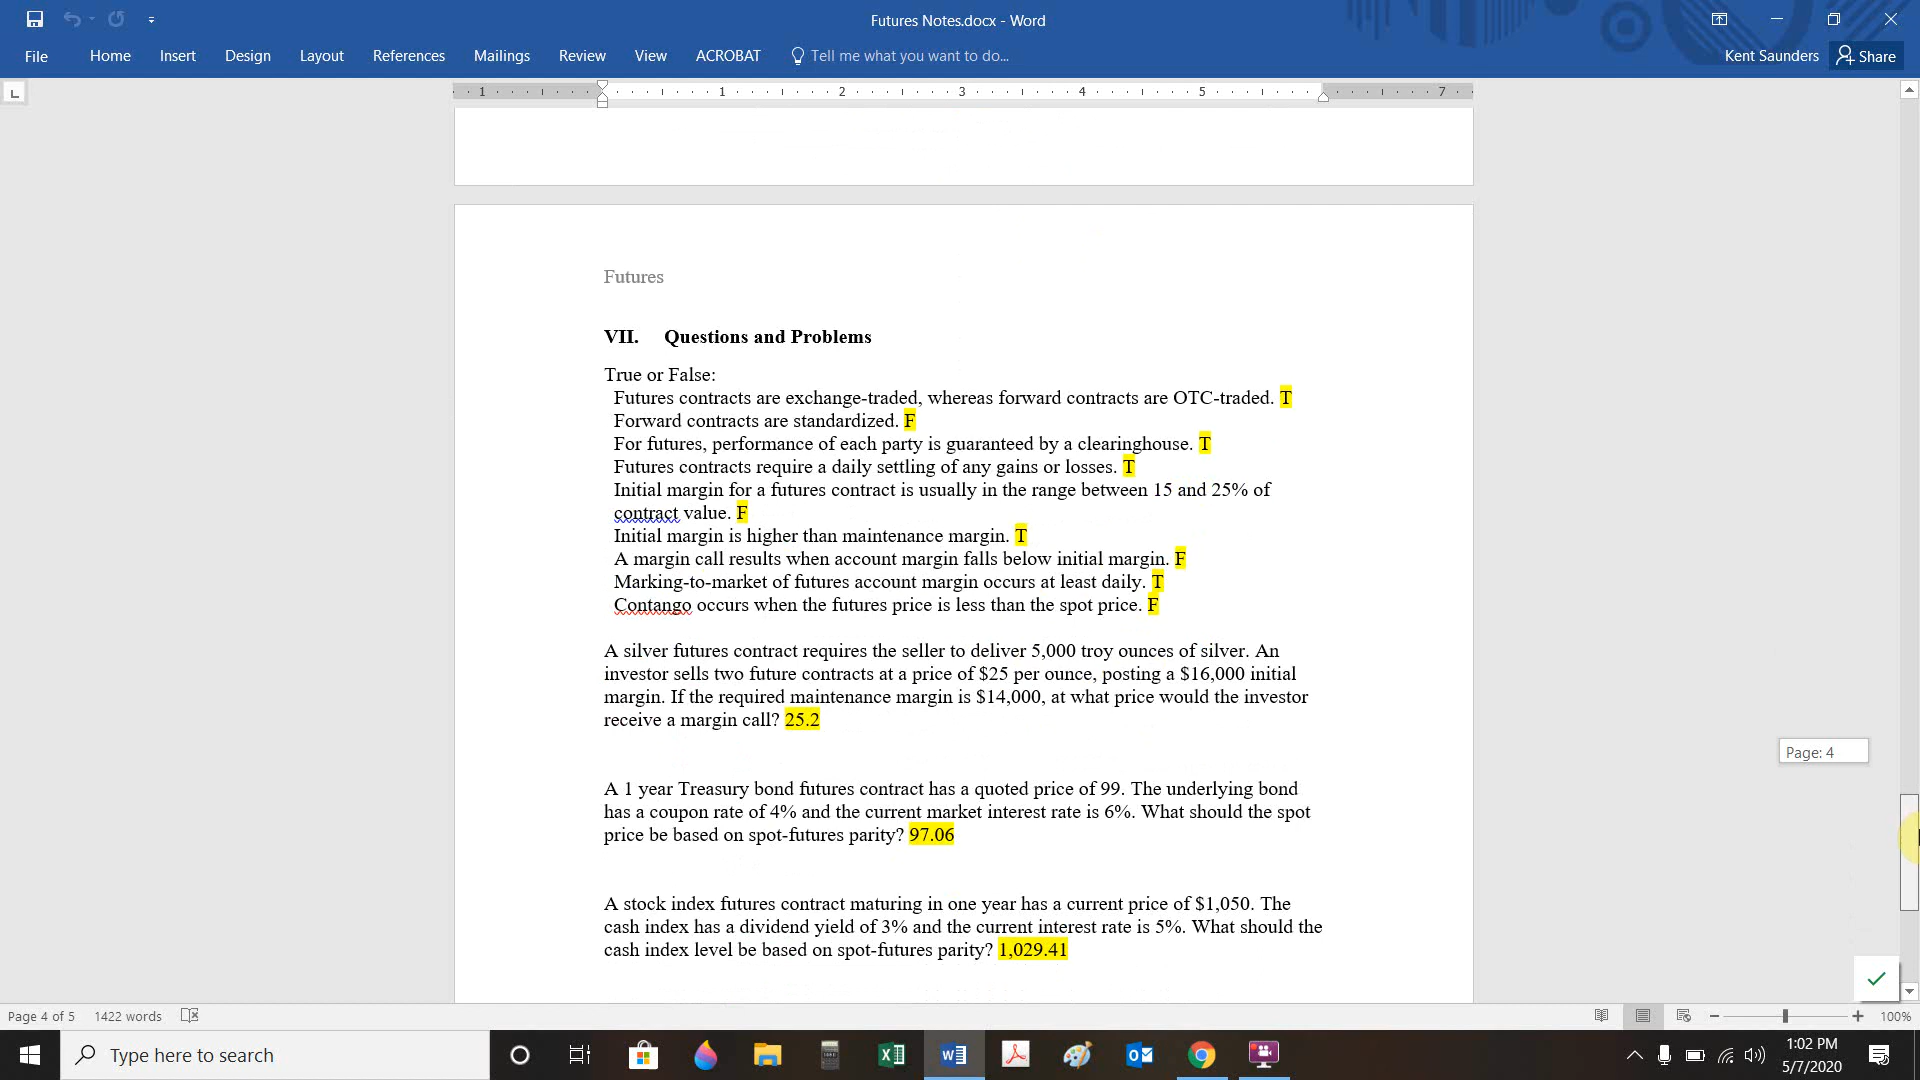 Futures Notes.docx - Word
File Home Insert Design Layout References Mailings Review View ACROBAT Tell me what you want to do... Kent Saunders Share
L 1 1 2 3 4 5 7
Futures
VII. Questions and Problems
True or False:
Futures contracts are exchange-traded, whereas forward contracts are OTC-traded. T
Forward contracts are standardized. F
For futures, performance of each party is guaranteed by a clearinghouse. T
Futures contracts require a daily settling of any gains or losses. T
Initial margin for a futures contract is usually in the range between 15 and 25% of
contract value. F
Initial margin is higher than maintenance margin. T
A margin call results when account margin falls below initial margin. F
Marking-to-market of futures account margin occurs at least daily. T
Contango occurs when the futures price is less than the spot price. F
A silver futures contract requires the seller to deliver 5,000 troy ounces of silver. An
investor sells two future contracts at a price of $25 per ounce, posting a $16,000 initial
margin. If the required maintenance margin is $14,000, at what price would the investor
receive a margin call? 25.2
Page: 4
A 1 year Treasury bond futures contract has a quoted price of 99. The underlying bond
has a coupon rate of 4% and the current market interest rate is 6%. What should the spot
price be based on spot-futures parity? 97.06
A stock index futures contract maturing in one year has a current price of $1,050. The
cash index has a dividend yield of 3% and the current interest rate is 5%. What should the
cash index level be based on spot-futures parity? 1,029.41
Page 4 of 5 1422 words 100%
Type here to search
1:02 PM
5/7/2020